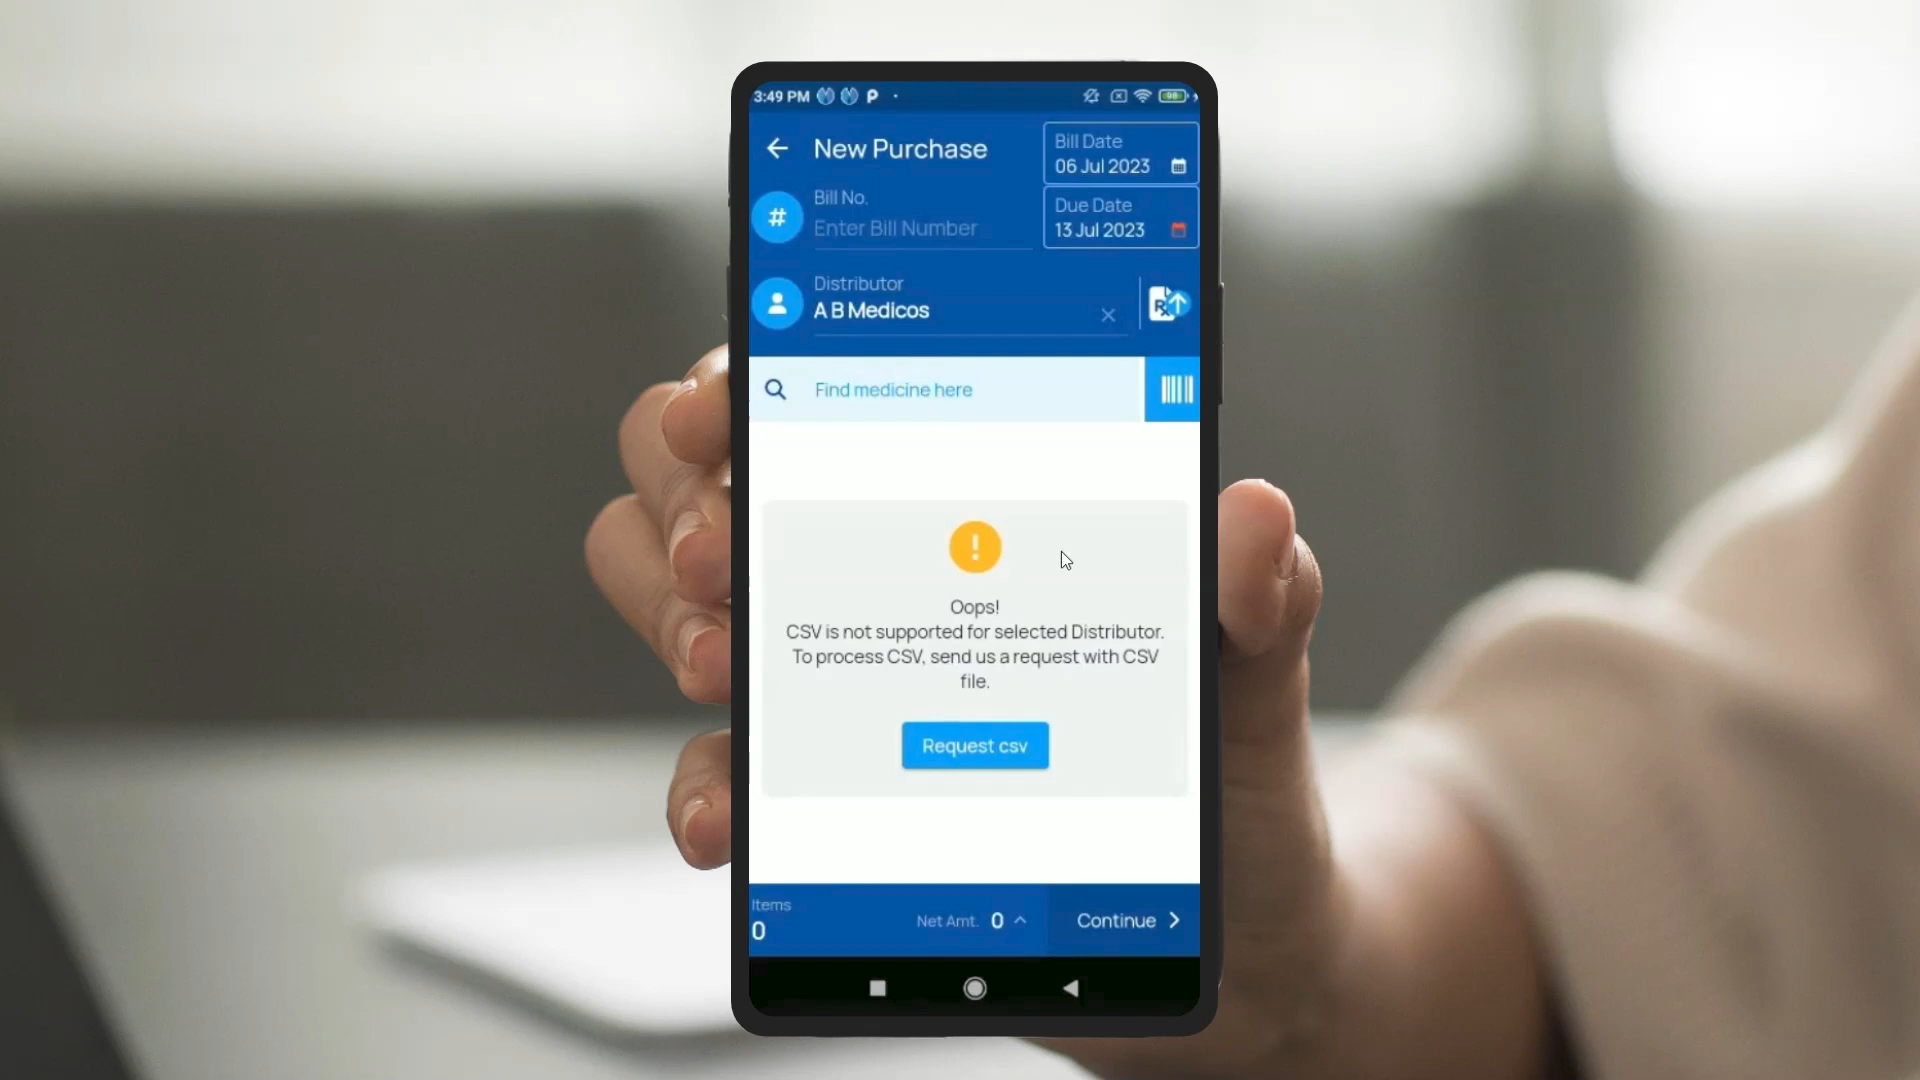 3:49 PM
98
New Purchase
Bill Date
06 Jul 2023
Bill No.
Enter Bill Number
Due Date
13 Jul 2023
Distributor
A B Medicos
Find medicine here
Oops!
CSV is not supported for selected Distributor.
To process CSV, send us a request with CSV
file.
Request csv
Items
0
Net Amt. 0
Continue